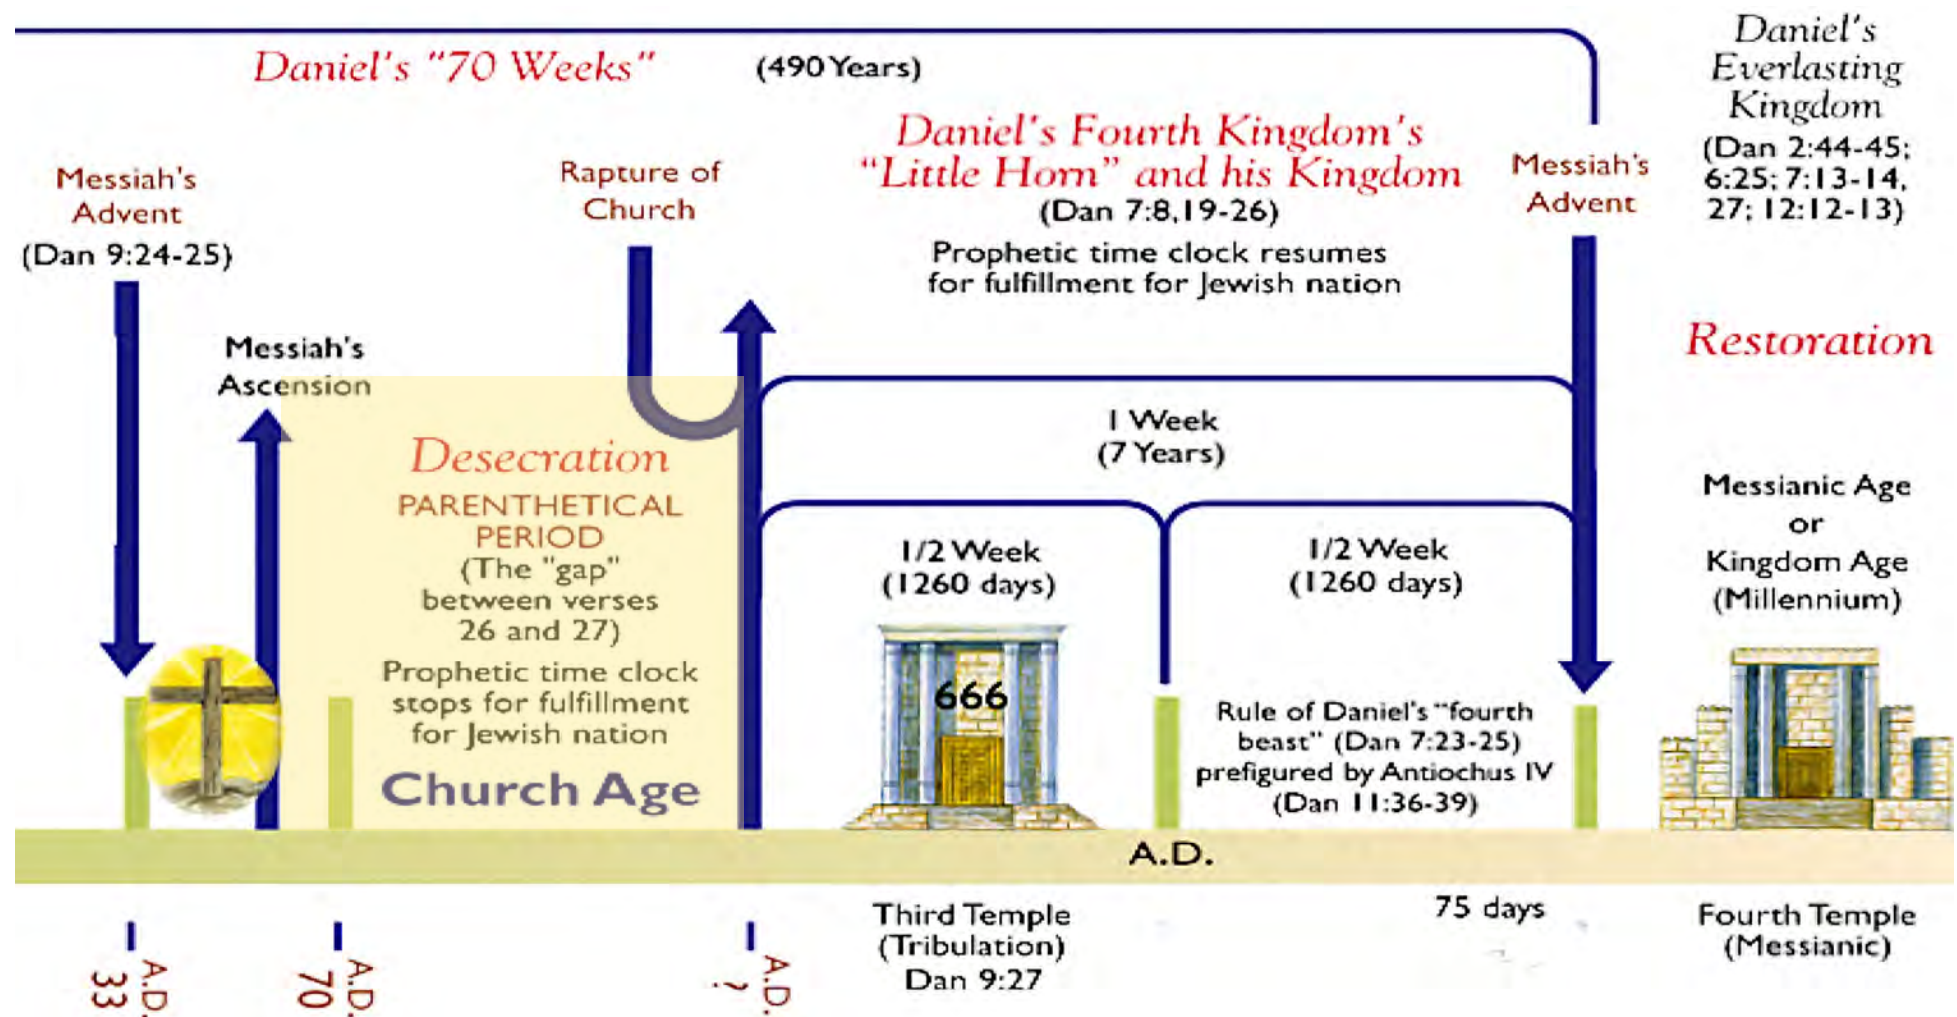 Daniel's "70 Weeks"
(490 Years)
Daniel's
Everlasting
Kingdom
(Dan 2:44-45;
6:25; 7:13-14,
27; 12:12-13)
Daniel's Fourth Kingdom's
"Little Horn" and his Kingdom
(Dan 7:8,19-26)
Prophetic time clock resumes
for fulfillment for Jewish nation
Messiah's
Advent
(Dan 9:24-25)
Rapture of
Church
Messiah's
Advent
Messiah's
Ascension
Restoration
Desecration
PARENTHETICAL
PERIOD
(The "gap"
between verses
26 and 27)
Prophetic time clock
stops for fulfillment
for Jewish nation
Church Age
1 Week
(7 Years)
1/2 Week
(1260 days)
1/2 Week
(1260 days)
Messianic Age
or
Kingdom Age
(Millennium)
666
Rule of Daniel's "fourth
beast" (Dan 7:23-25)
prefigured by Antiochus IV
(Dan 11:36-39)
A.D.
A.D.
33
A.D.
70
A.D.
?
Third Temple
(Tribulation)
Dan 9:27
75 days
Fourth Temple
(Messianic)